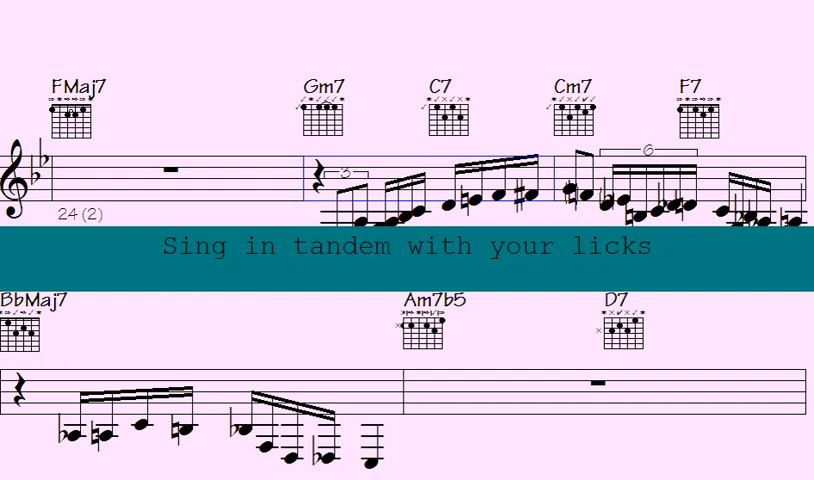 FMaj7 Gm7 C7 Cm7 F7
3 6
24 (2)
Sing in tandem with your licks
BbMaj7 Am7b5 D7